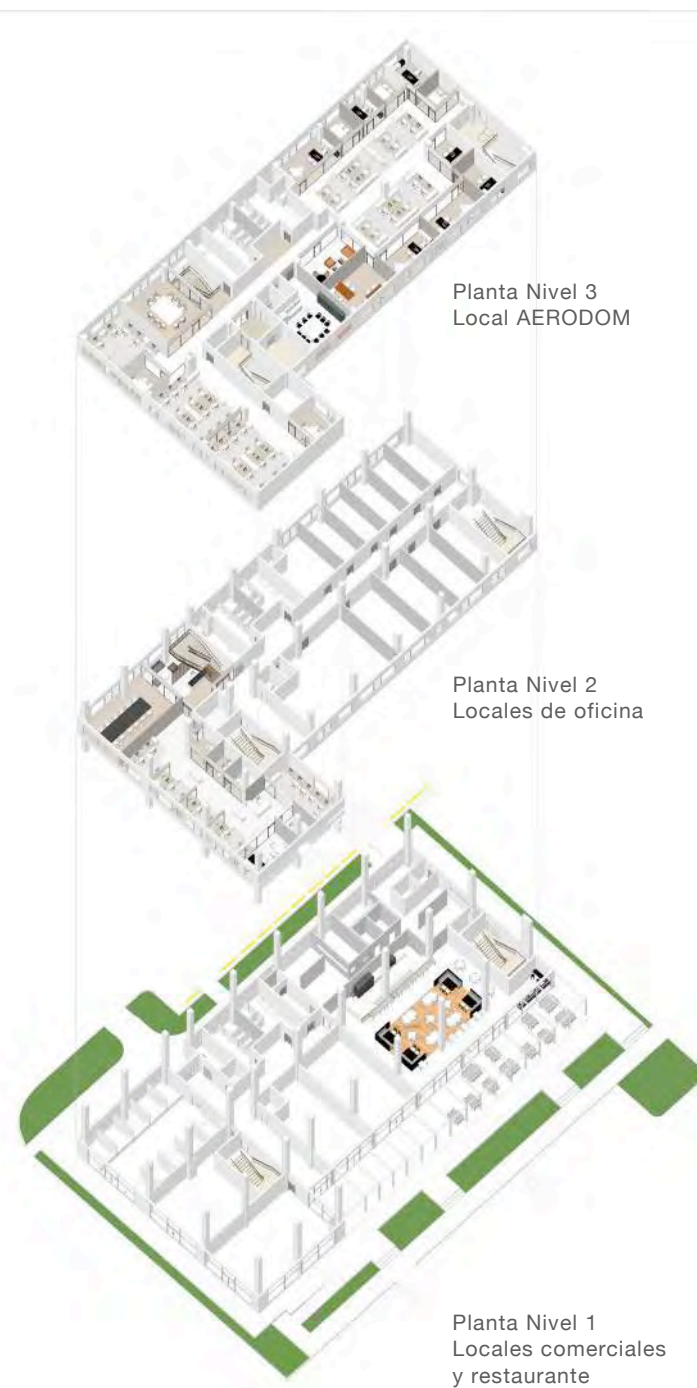 Planta Nivel 3
Local AERODOM
Planta Nivel 2
Locales de oficina
Planta Nivel 1
Locales comerciales
y restaurante